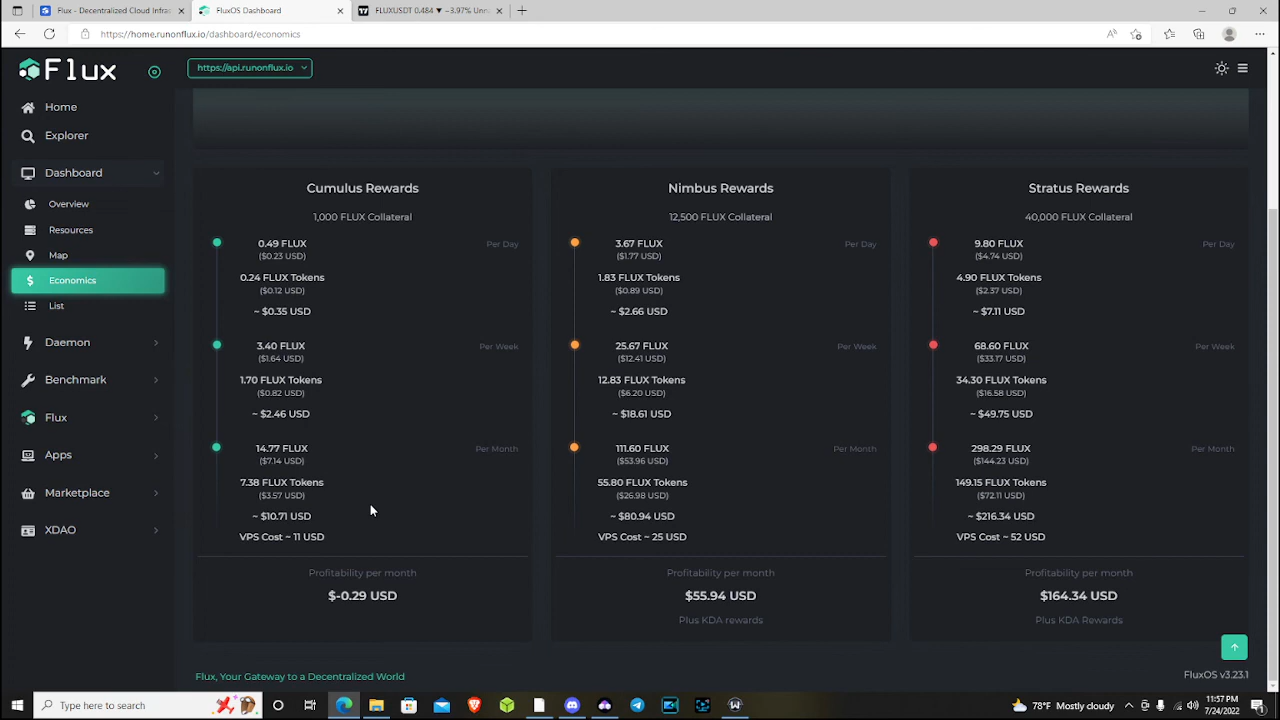 Flux - Decentralized Cloud Infras
FluxOS Dashboard
FLUXUSDT 0.484 ▼ −3.97% Unna
https://home.runonflux.io/dashboard/economics
Flux
https://api.runonflux.io
Home
Explorer
Dashboard
Overview
Resources
Map
Economics
List
Daemon
Benchmark
Flux
Apps
Marketplace
XDAO
Cumulus Rewards
1,000 FLUX Collateral
0.49 FLUX
Per Day
($0.23 USD)
0.24 FLUX Tokens
($0.12 USD)
~ $0.35 USD
3.40 FLUX
Per Week
($1.64 USD)
1.70 FLUX Tokens
($0.82 USD)
~ $2.46 USD
14.77 FLUX
Per Month
($7.14 USD)
7.38 FLUX Tokens
($3.57 USD)
~ $10.71 USD
VPS Cost ~ 11 USD
Profitability per month
$-0.29 USD
Nimbus Rewards
12,500 FLUX Collateral
3.67 FLUX
Per Day
($1.77 USD)
1.83 FLUX Tokens
($0.89 USD)
~ $2.66 USD
25.67 FLUX
Per Week
($12.41 USD)
12.83 FLUX Tokens
($6.20 USD)
~ $18.61 USD
111.60 FLUX
Per Month
($53.96 USD)
55.80 FLUX Tokens
($26.98 USD)
~ $80.94 USD
VPS Cost ~ 25 USD
Profitability per month
$55.94 USD
Plus KDA rewards
Stratus Rewards
40,000 FLUX Collateral
9.80 FLUX
Per Day
($4.74 USD)
4.90 FLUX Tokens
($2.37 USD)
~ $7.11 USD
68.60 FLUX
Per Week
($33.17 USD)
34.30 FLUX Tokens
($16.58 USD)
~ $49.75 USD
298.29 FLUX
Per Month
($144.23 USD)
149.15 FLUX Tokens
($72.11 USD)
~ $216.34 USD
VPS Cost ~ 52 USD
Profitability per month
$164.34 USD
Plus KDA Rewards
Flux, Your Gateway to a Decentralized World
FluxOS v3.23.1
Type here to search
78°F Mostly cloudy
11:57 PM
7/24/2022